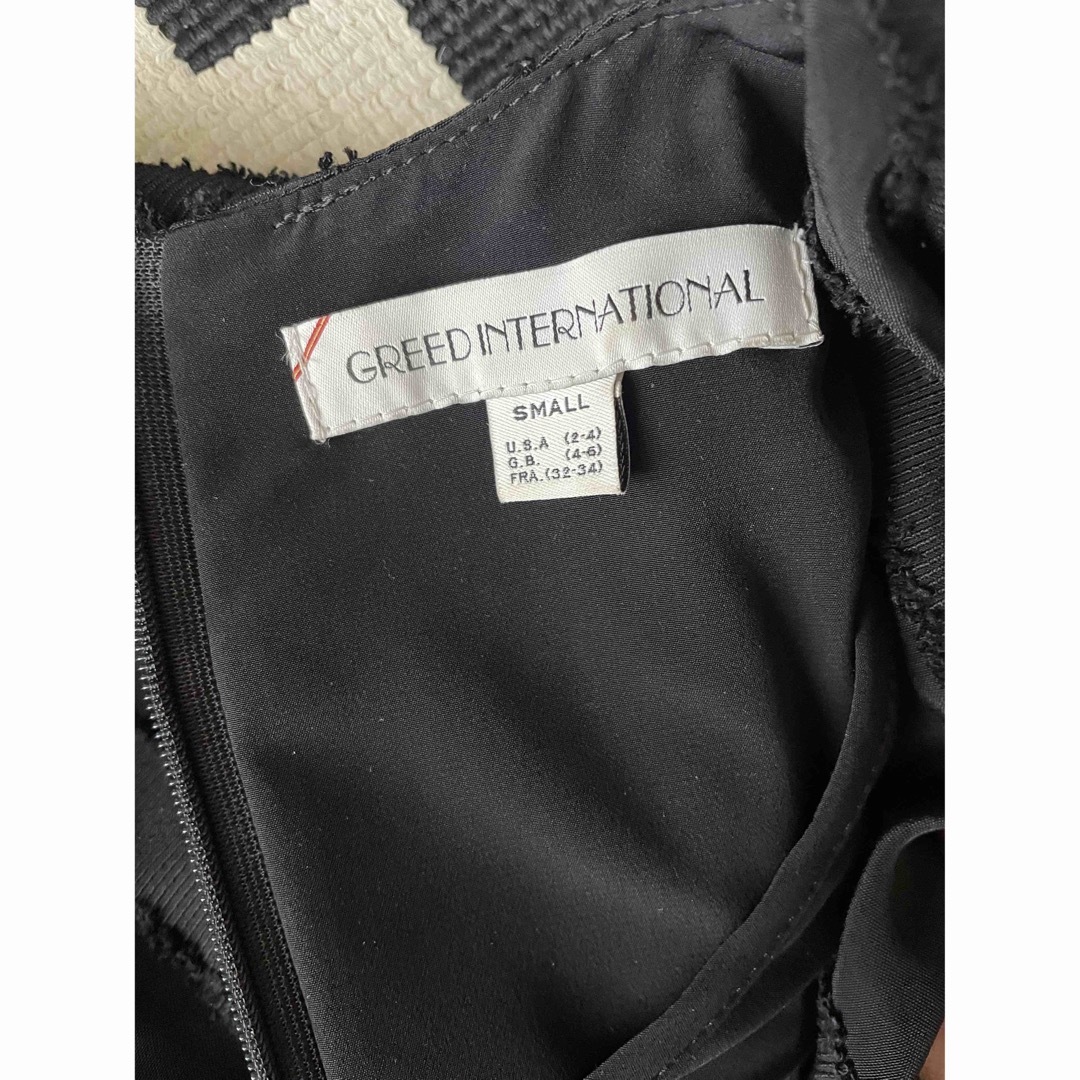 GREED INTERNATIONAL
SMALL
U.S.A (2-4)
G.B. (4-6)
FRA.(32-34)